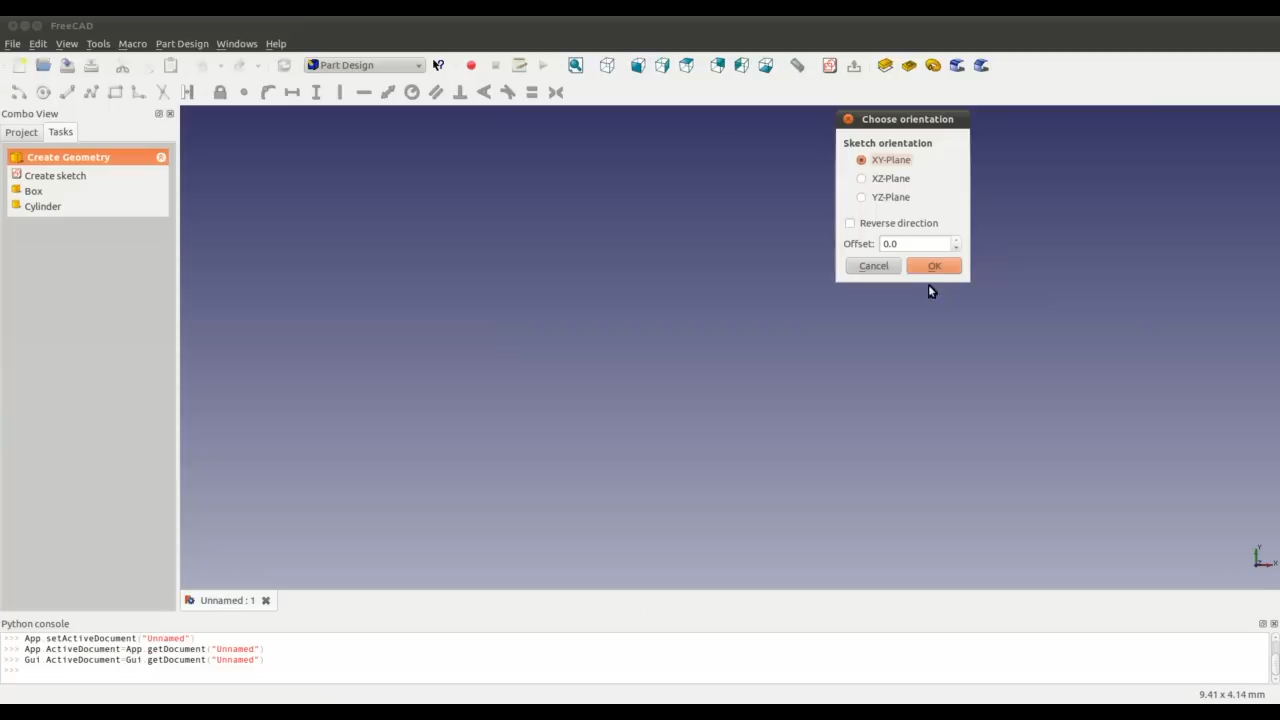 FreeCAD
File Edit View Tools Macro Part Design Windows Help
Part Design
Combo View
Project Tasks
Create Geometry
Create sketch
Box
Cylinder
Choose orientation
Sketch orientation
XY-Plane
XZ-Plane
YZ-Plane
Reverse direction
Offset: 0.0
Cancel OK
Y
X
Unnamed : 1
Python console
>>> App.setActiveDocument("Unnamed")
>>> App.ActiveDocument=App.getDocument("Unnamed")
>>> Gui.ActiveDocument=Gui.getDocument("Unnamed")
>>>
9.41 x 4.14 mm